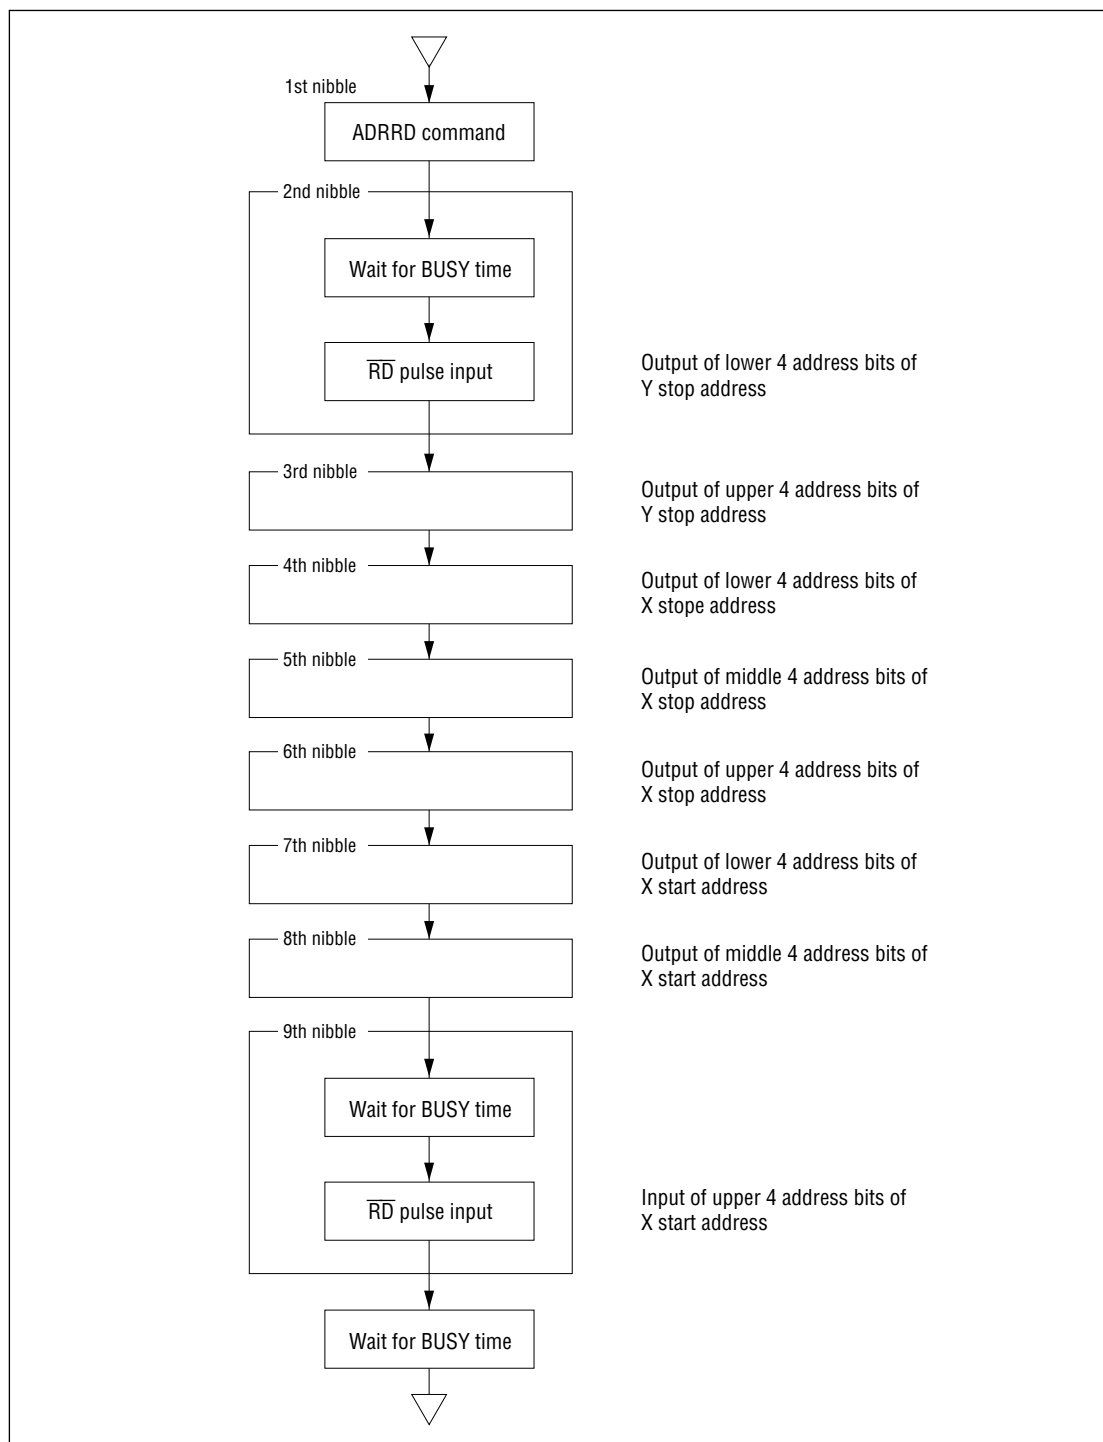 1st nibble
ADRRD command
2nd nibble
Wait for BUSY time
R̅D̅ pulse input
Output of lower 4 address bits of
Y stop address
3rd nibble
Output of upper 4 address bits of
Y stop address
4th nibble
Output of lower 4 address bits of
X stope address
5th nibble
Output of middle 4 address bits of
X stop address
6th nibble
Output of upper 4 address bits of
X stop address
7th nibble
Output of lower 4 address bits of
X start address
8th nibble
Output of middle 4 address bits of
X start address
9th nibble
Wait for BUSY time
R̅D̅ pulse input
Input of upper 4 address bits of
X start address
Wait for BUSY time